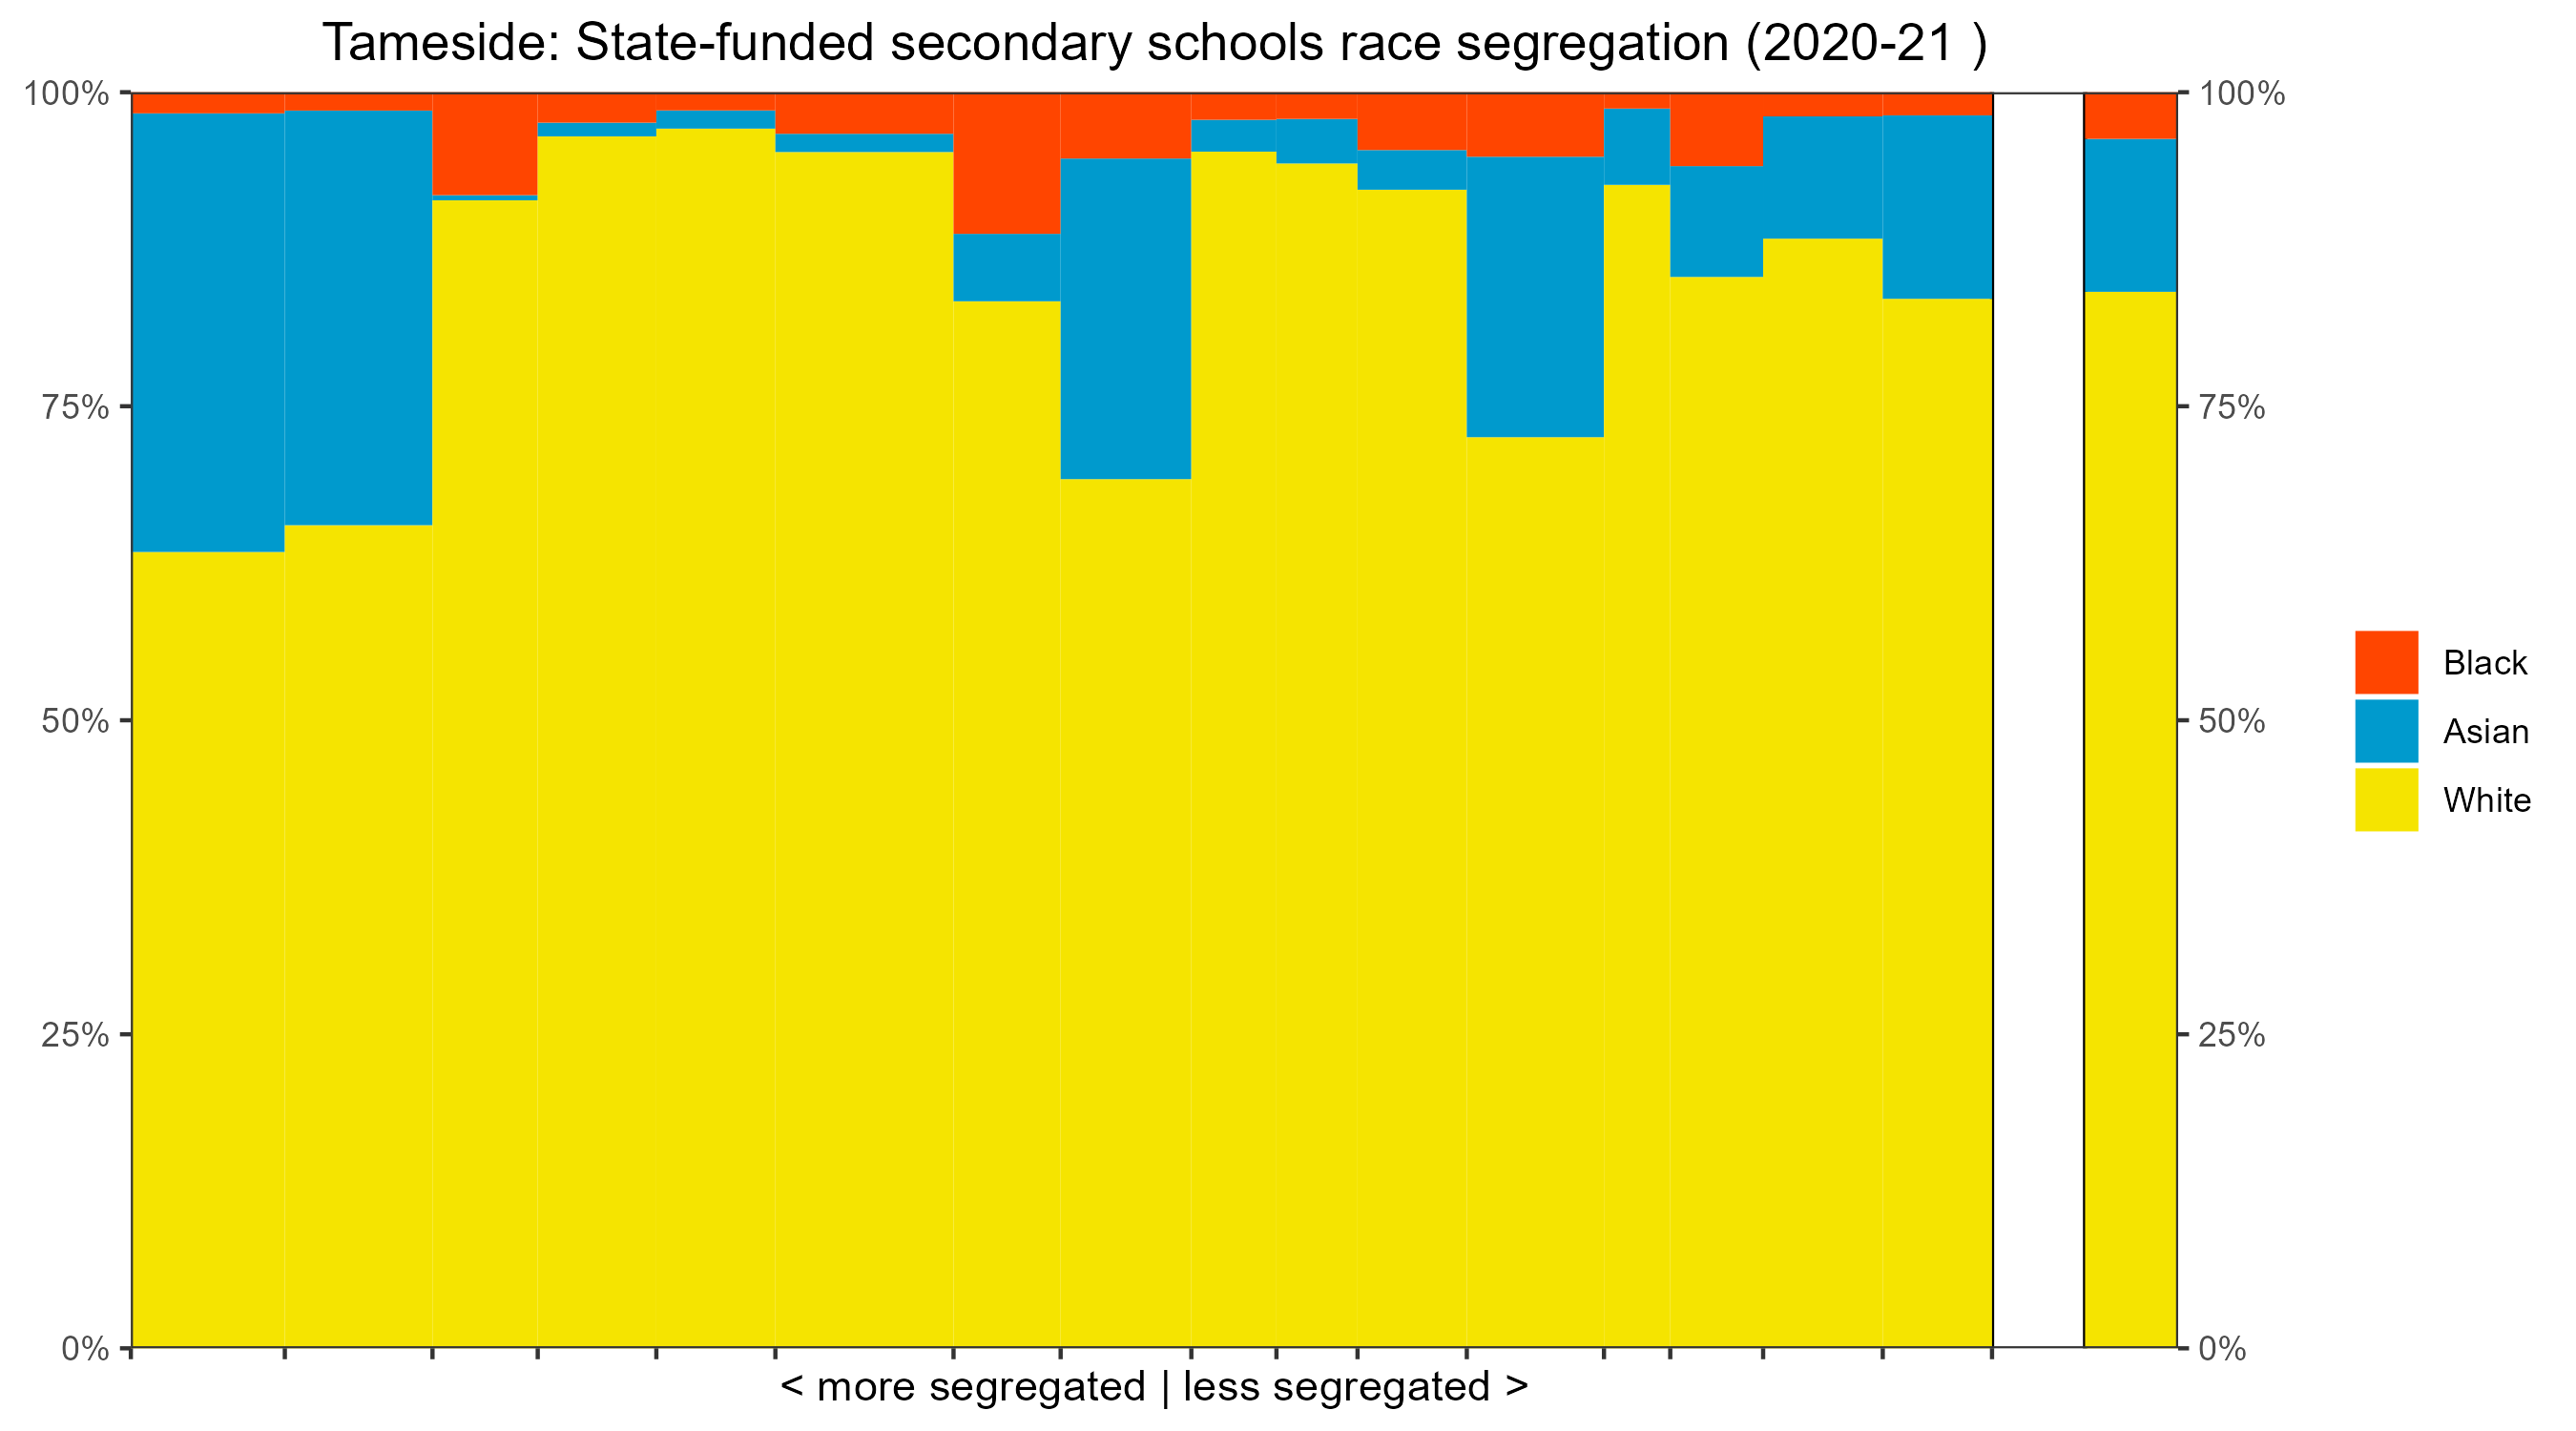 Tameside: State-funded secondary schools race segregation (2020-21 )
100%
75%
50%
25%
0%
100%
75%
50%
25%
0%
Black
Asian
White
< more segregated | less segregated >